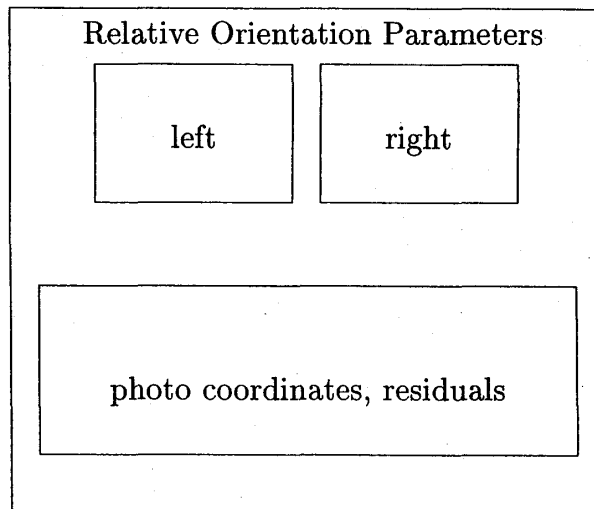 Relative Orientation Parameters
left right
photo coordinates, residuals